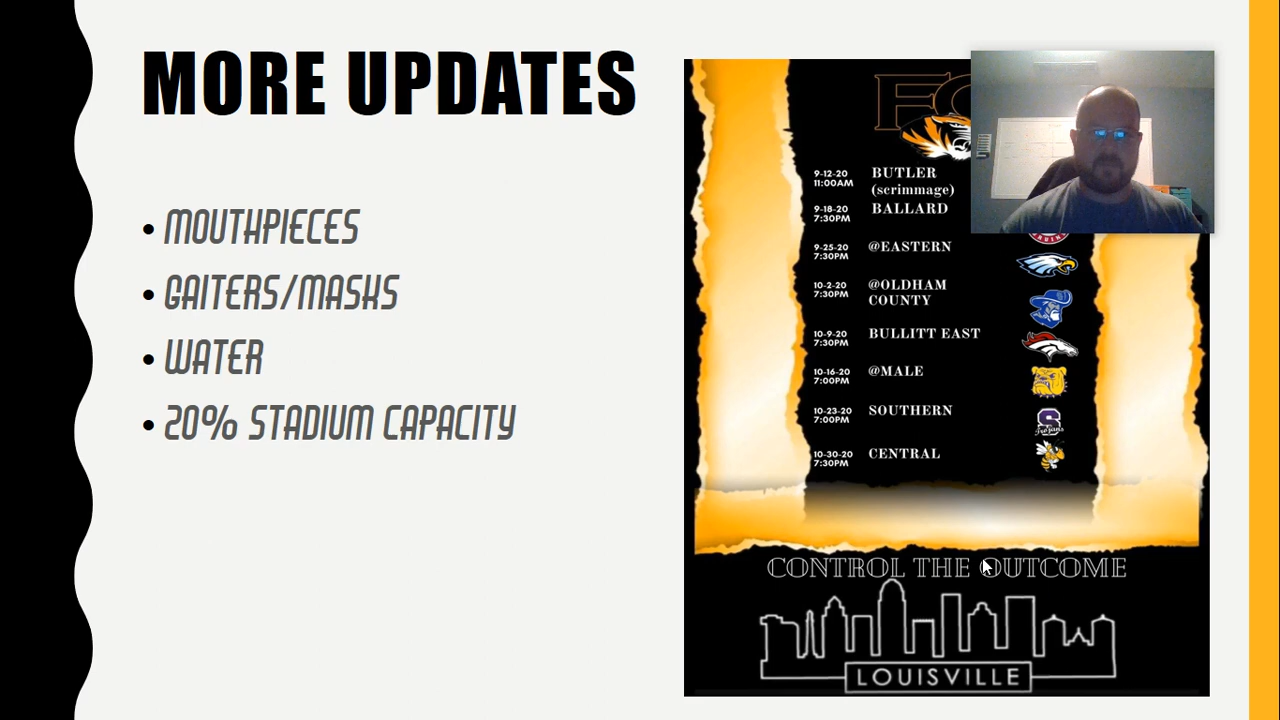 MORE UPDATES
• MOUTHPIECES
• GAITERS/MASKS
• WATER
• 20% STADIUM CAPACITY
9-12-20 BUTLER
11:00AM (scrimmage)
9-18-20 BALLARD
7:30PM
9-25-20 @EASTERN
7:30PM
10-2-20 @OLDHAM
7:30PM COUNTY
10-9-20 BULLITT EAST
7:30PM
10-16-20 @MALE
7:00PM
10-23-20 SOUTHERN
7:00PM
S
Trojans
10-30-20 CENTRAL
7:30PM
CONTROL THE OUTCOME
LOUISVILLE